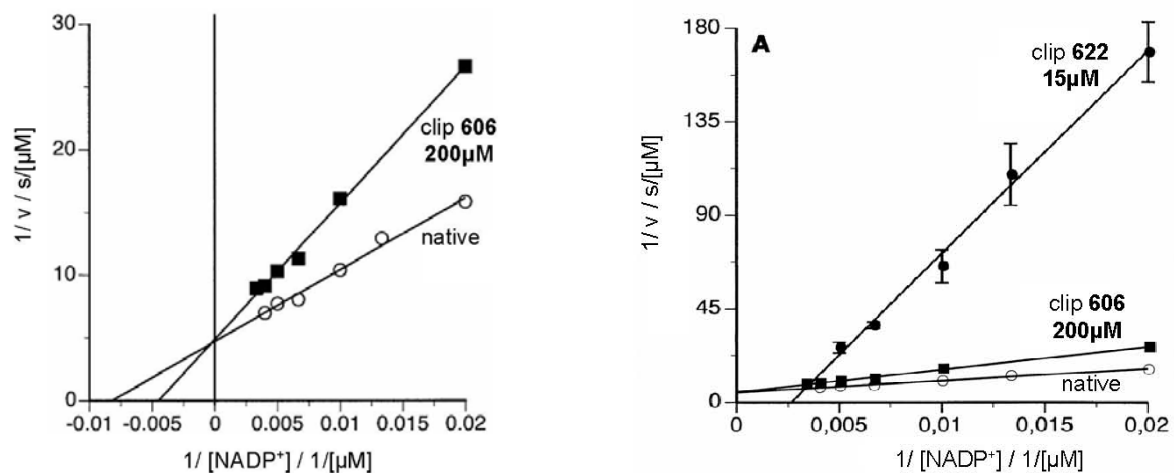 30
20
10
0
1/ v / s/[µM]
clip 606
200µM
native
-0.01 -0.005 0 0.005 0.01 0.015 0.02
1/ [NADP⁺] / 1/[µM]
A
180
135
90
45
0
1/ v / s/[µM]
clip 622
15µM
clip 606
200µM
native
0 0,005 0,01 0,015 0,02
1/ [NADP⁺] / 1/[µM]